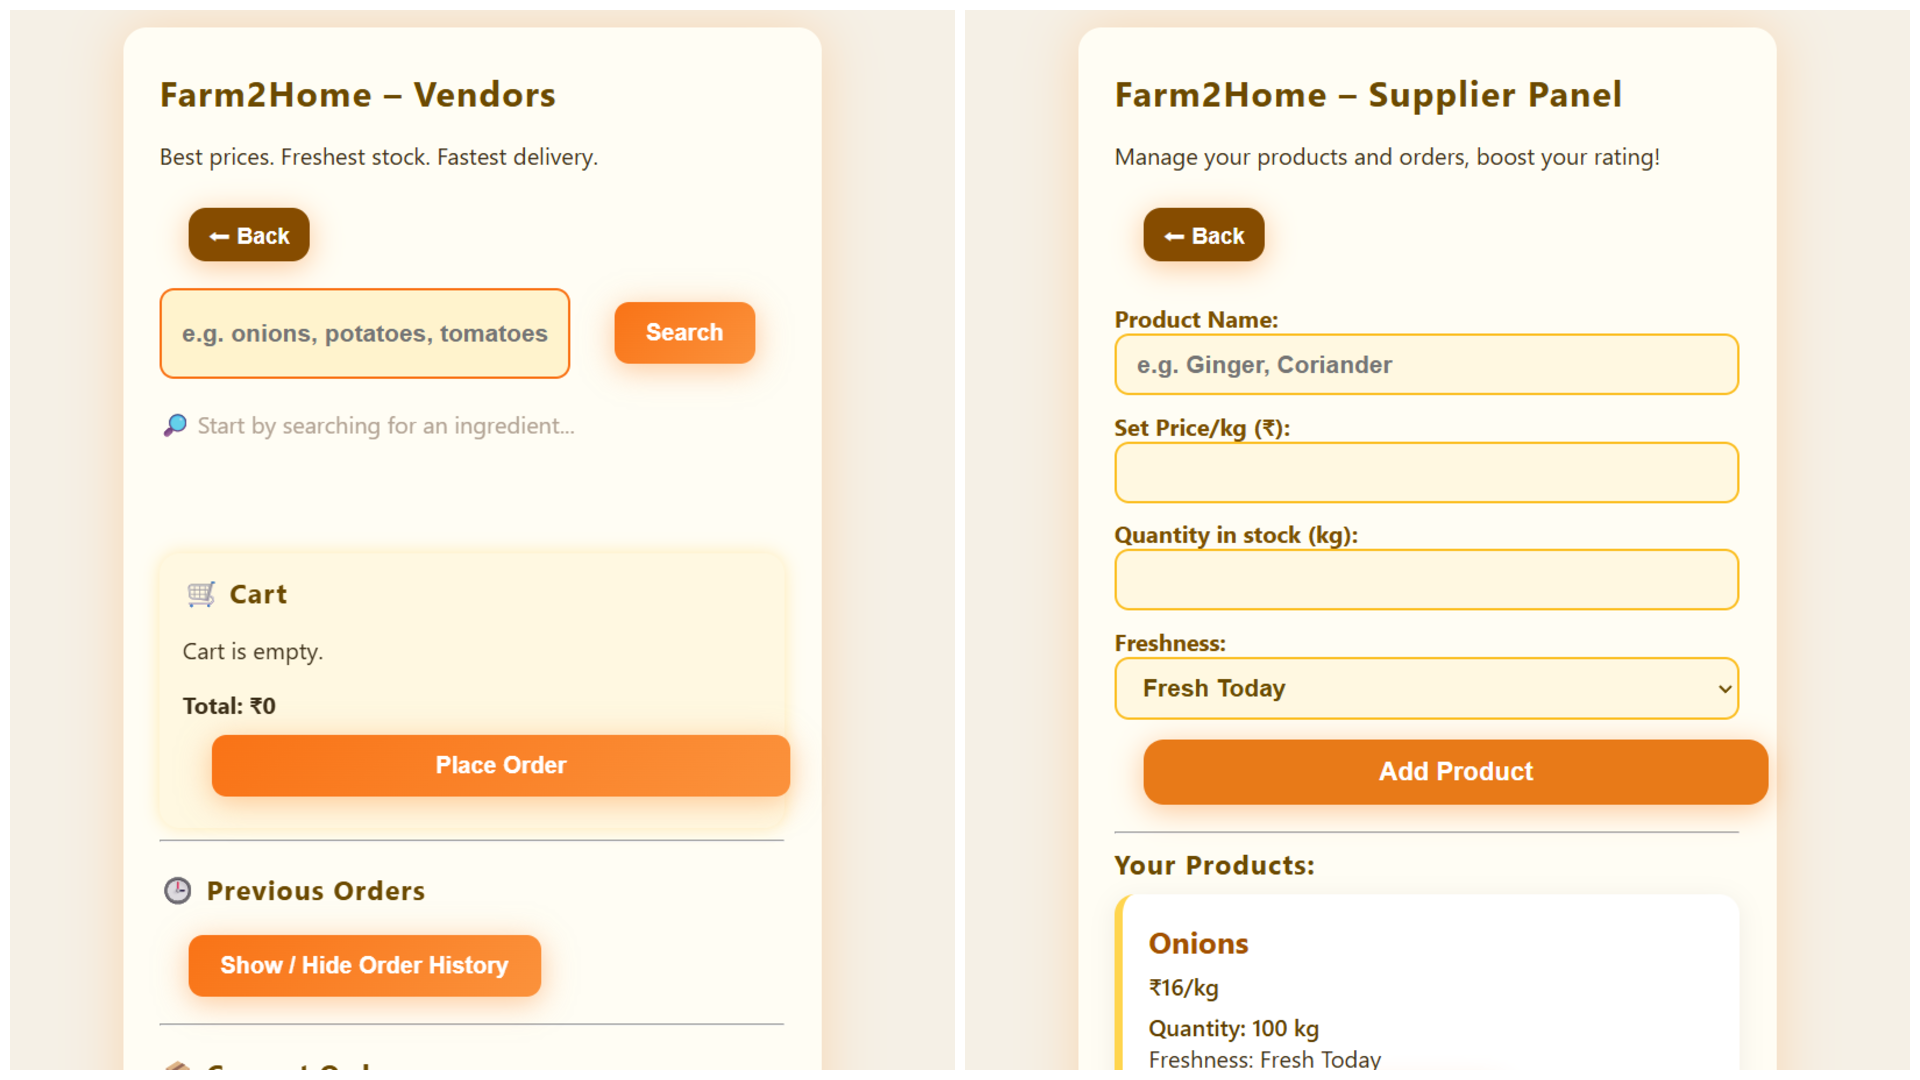 Farm2Home – Vendors
Best prices. Freshest stock. Fastest delivery.
← Back
e.g. onions, potatoes, tomatoes
Search
Start by searching for an ingredient...
Cart
Cart is empty.
Total: ₹0
Place Order
Previous Orders
Show / Hide Order History
Farm2Home – Supplier Panel
Manage your products and orders, boost your rating!
← Back
Product Name:
e.g. Ginger, Coriander
Set Price/kg (₹):
Quantity in stock (kg):
Freshness:
Fresh Today
Add Product
Your Products:
Onions
₹16/kg
Quantity: 100 kg
Freshness: Fresh Today